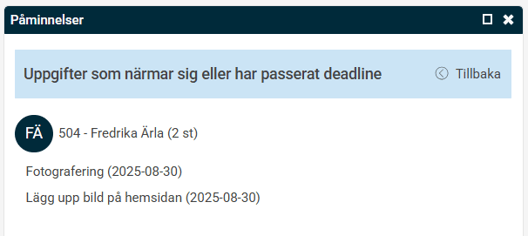 Påminnelser
Uppgifter som närmar sig eller har passerat deadline
Tillbaka
FÄ
504 - Fredrika Ärla (2 st)
Fotografering (2025-08-30)
Lägg upp bild på hemsidan (2025-08-30)